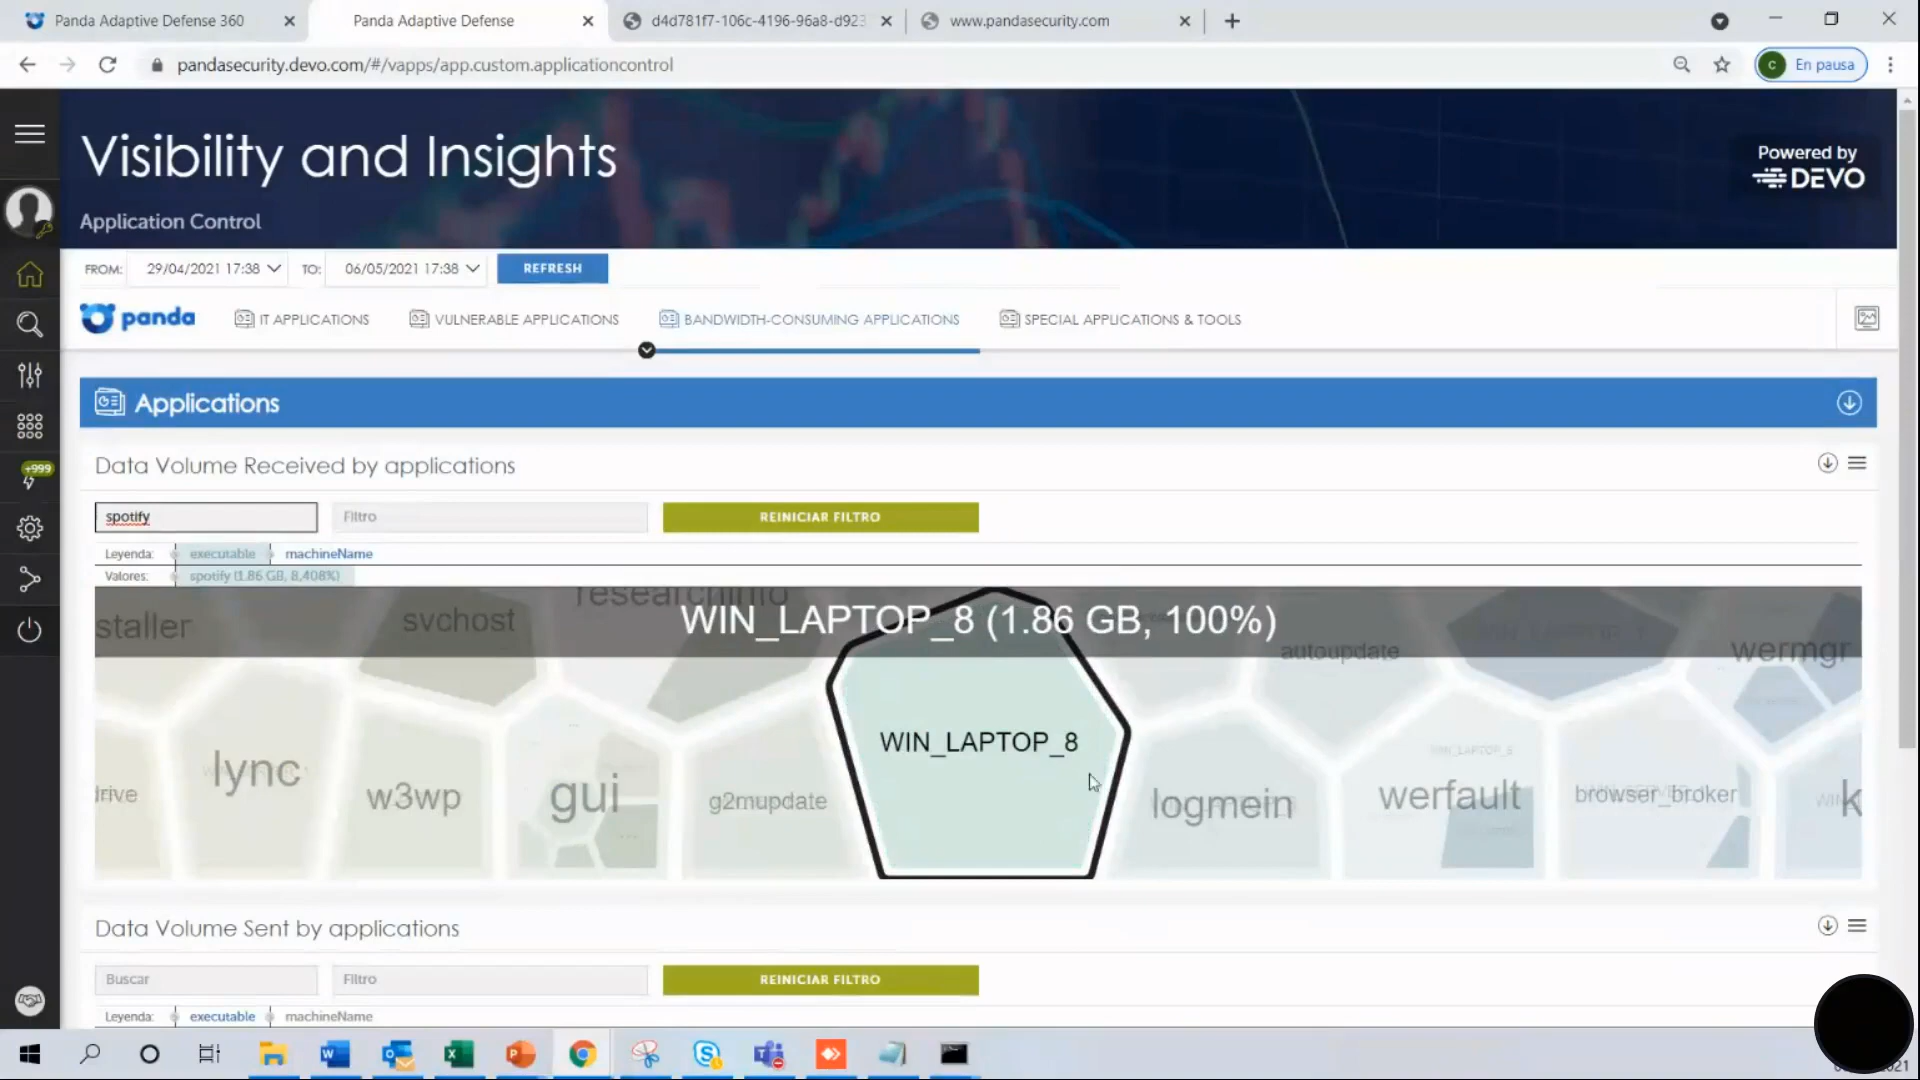 Panda Adaptive Defense 360
Panda Adaptive Defense
d4d781f7-106c-4196-96a8-d923
www.pandasecurity.com
pandasecurity.devo.com/#/vapps/app.custom.applicationcontrol
C
En pausa
Visibility and Insights
Powered by
DEVO
Application Control
FROM: 29/04/2021 17:38 TO: 06/05/2021 17:38 REFRESH
panda
IT APPLICATIONS
VULNERABLE APPLICATIONS
BANDWIDTH-CONSUMING APPLICATIONS
SPECIAL APPLICATIONS & TOOLS
+999
Applications
Data Volume Received by applications
spotify
Filtro
REINICIAR FILTRO
Leyenda: executable machineName
Valores: spotify (1.86 GB, 8,408%)
WIN_LAPTOP_8 (1.86 GB, 100%)
staller
svchost
researchinfo
autoupdate
wermgr
WIN_LAPTOP_8
drive
lync
w3wp
gui
g2mupdate
logmein
werfault
browser_broker
k
Data Volume Sent by applications
Buscar
Filtro
REINICIAR FILTRO
Leyenda: executable machineName